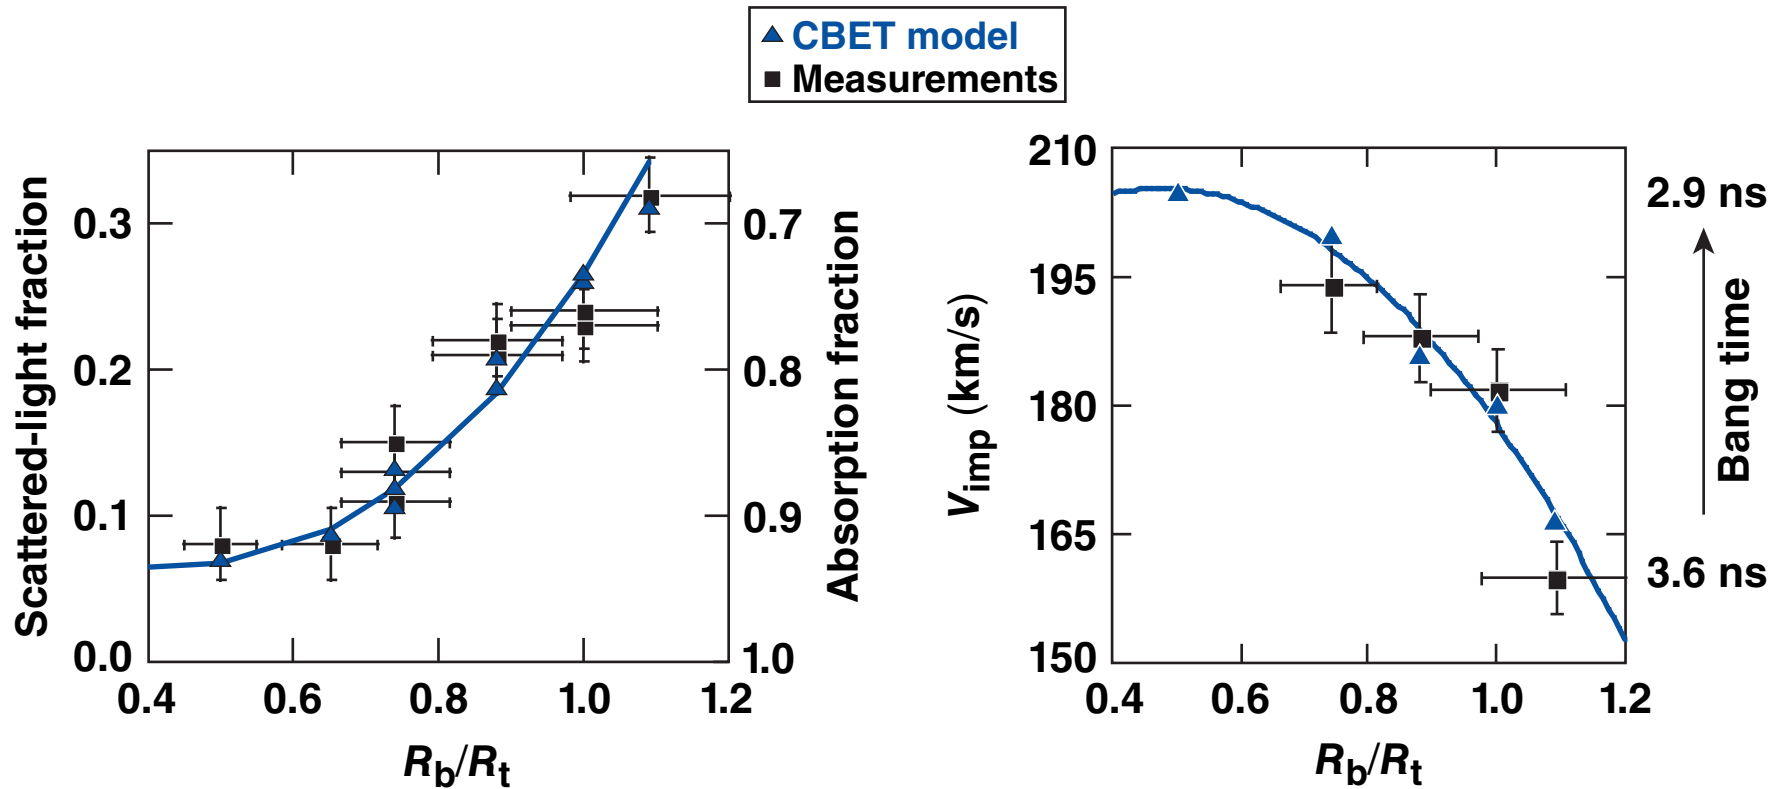 CBET model
Measurements
Scattered-light fraction
0.3
0.2
0.1
0.0
0.4 0.6 0.8 1.0 1.2
Rb/Rt
0.7
0.8
0.9
1.0
Absorption fraction
Vimp (km/s)
210
195
180
165
150
0.4 0.6 0.8 1.0 1.2
Rb/Rt
2.9 ns
Bang time
3.6 ns